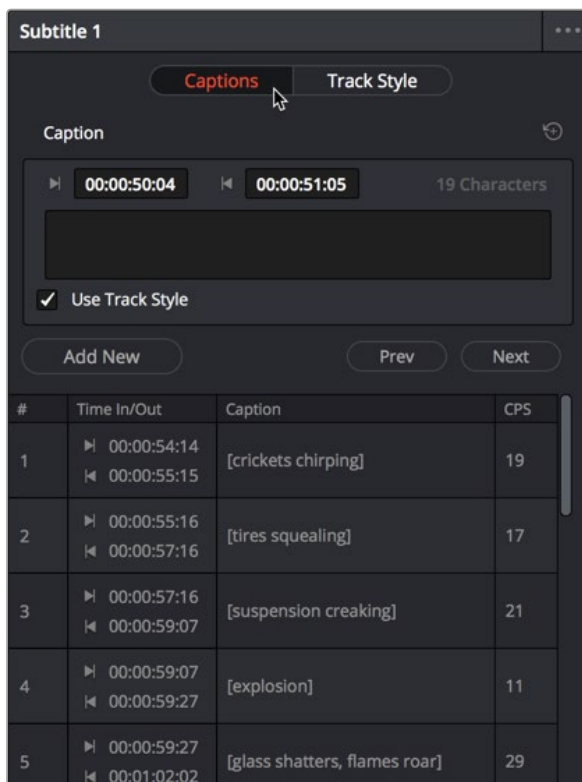 Subtitle 1
Captions Track Style
Caption
00:00:50:04 00:00:51:05 19 Characters
Use Track Style
Add New Prev Next
# Time In/Out Caption CPS
00:00:54:14
1 [crickets chirping] 19
00:00:55:15
00:00:55:16
2 [tires squealing] 17
00:00:57:16
00:00:57:16
3 [suspension creaking] 21
00:00:59:07
00:00:59:07
4 [explosion] 11
00:00:59:27
00:00:59:27
5 [glass shatters, flames roar] 29
00:01:02:02